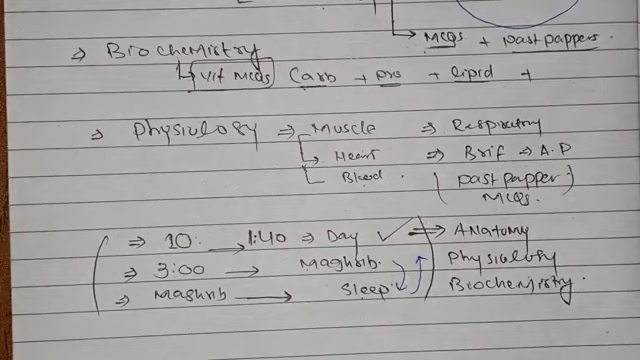 → MCQs + Past pappers.
⇒ Biochemistry
↳ vit MCQs Carb + pro + lipid +
⇒ Physiology ⇒ Muscle ⇒ Respiratory
→ Heart ⇒ Brif ⇒ A.P
Blood. (past papper) MCQs.
⇒ 10: → 1:40 ⇒ Day ✓ ⇒ Anatomy
⇒ 3:00 → Maghrib. Physiology
⇒ Maghrib → Sleep. Biochemistry.